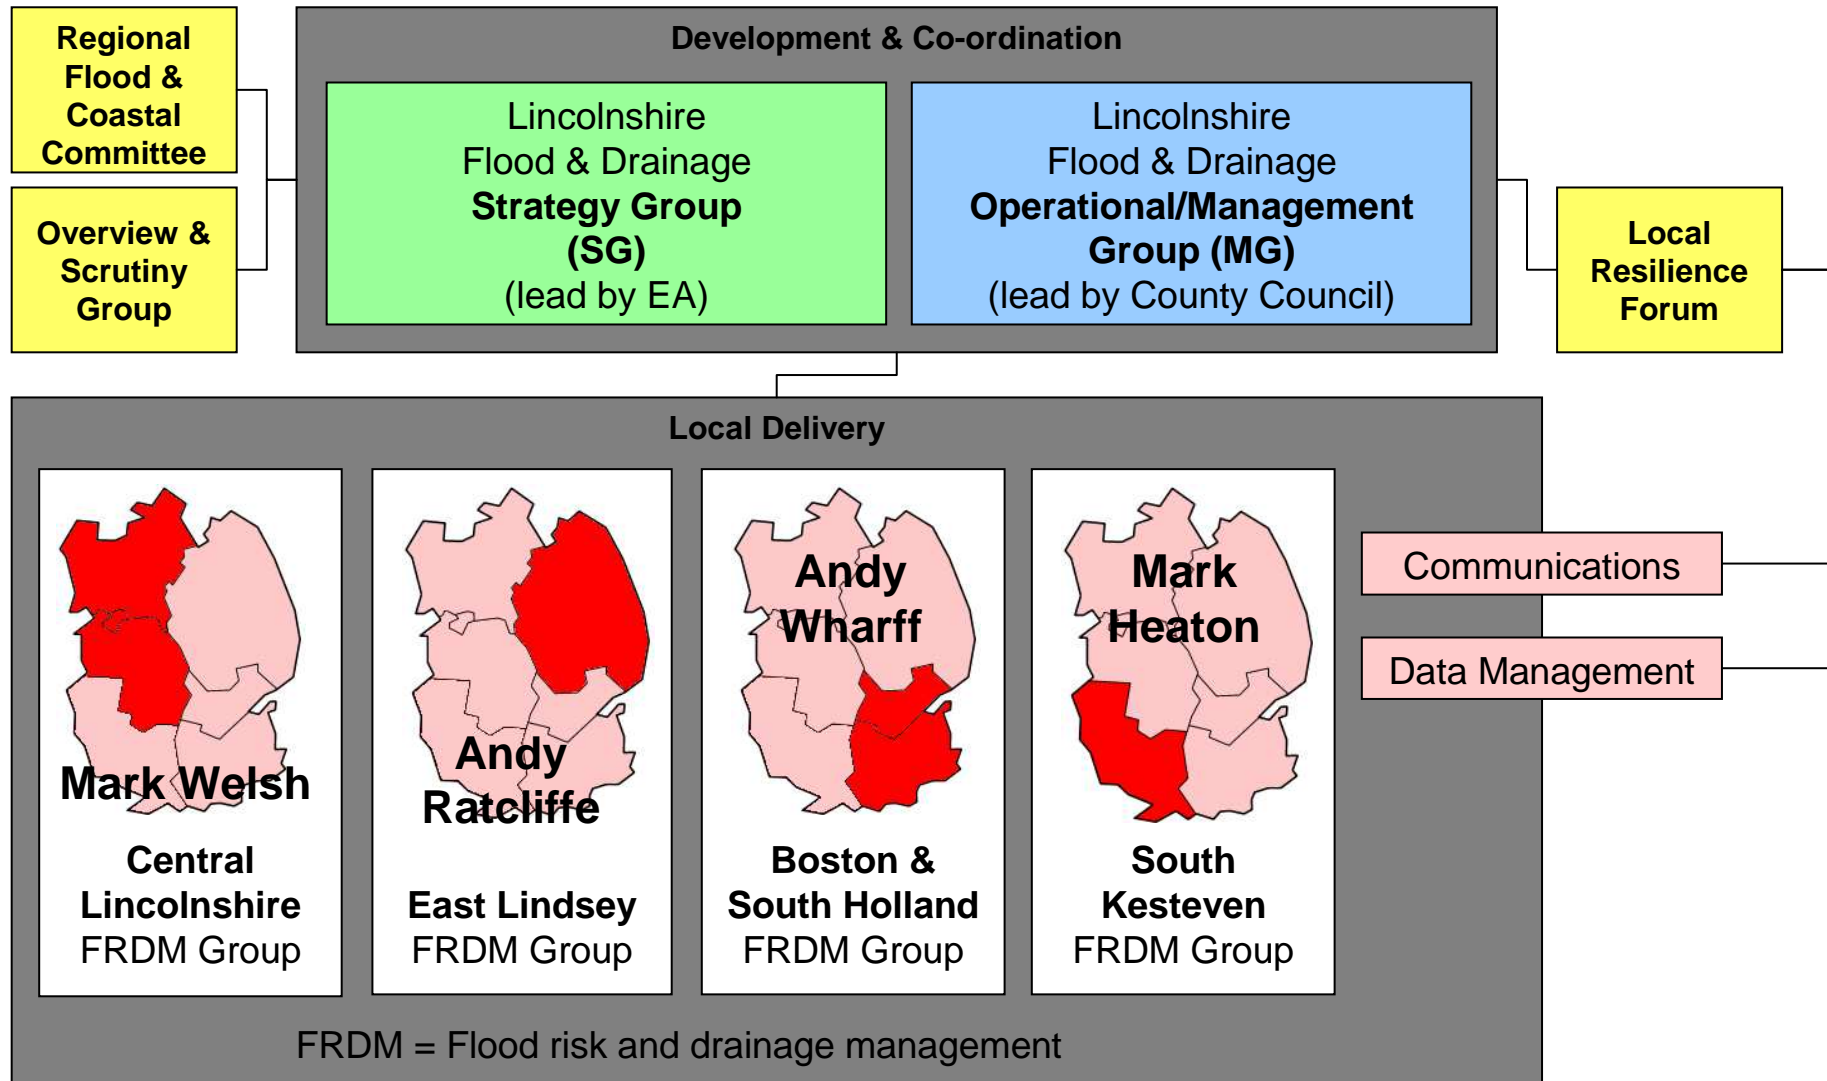 Regional
Flood &
Coastal
Committee
Overview &
Scrutiny
Group
Development & Co-ordination
Lincolnshire
Flood & Drainage
Strategy Group
(SG)
(lead by EA)
Lincolnshire
Flood & Drainage
Operational/Management
Group (MG)
(lead by County Council)
Local
Resilience
Forum
Local Delivery
Mark Welsh
Central
Lincolnshire
FRDM Group
Andy
Ratcliffe
East Lindsey
FRDM Group
Andy
Wharff
Boston &
South Holland
FRDM Group
Mark
Heaton
South
Kesteven
FRDM Group
Communications
Data Management
FRDM = Flood risk and drainage management